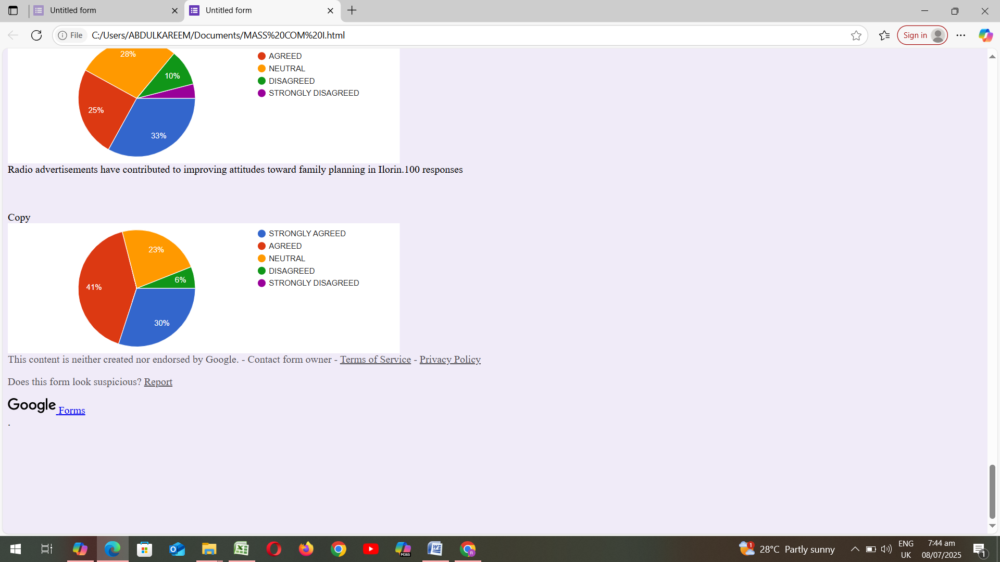 Untitled form
Untitled form
File
C:/Users/ABDULKAREEM/Documents/MASS%20COM%20I.html
Sign in
28%
10%
25%
33%
AGREED
NEUTRAL
DISAGREED
STRONGLY DISAGREED
Radio advertisements have contributed to improving attitudes toward family planning in Ilorin.100 responses
Copy
23%
6%
41%
30%
STRONGLY AGREED
AGREED
NEUTRAL
DISAGREED
STRONGLY DISAGREED
This content is neither created nor endorsed by Google. - Contact form owner - Terms of Service - Privacy Policy
Does this form look suspicious? Report
Google Forms
.
M365
1
28°C Partly sunny
ENG
UK
7:44 am
08/07/2025
1